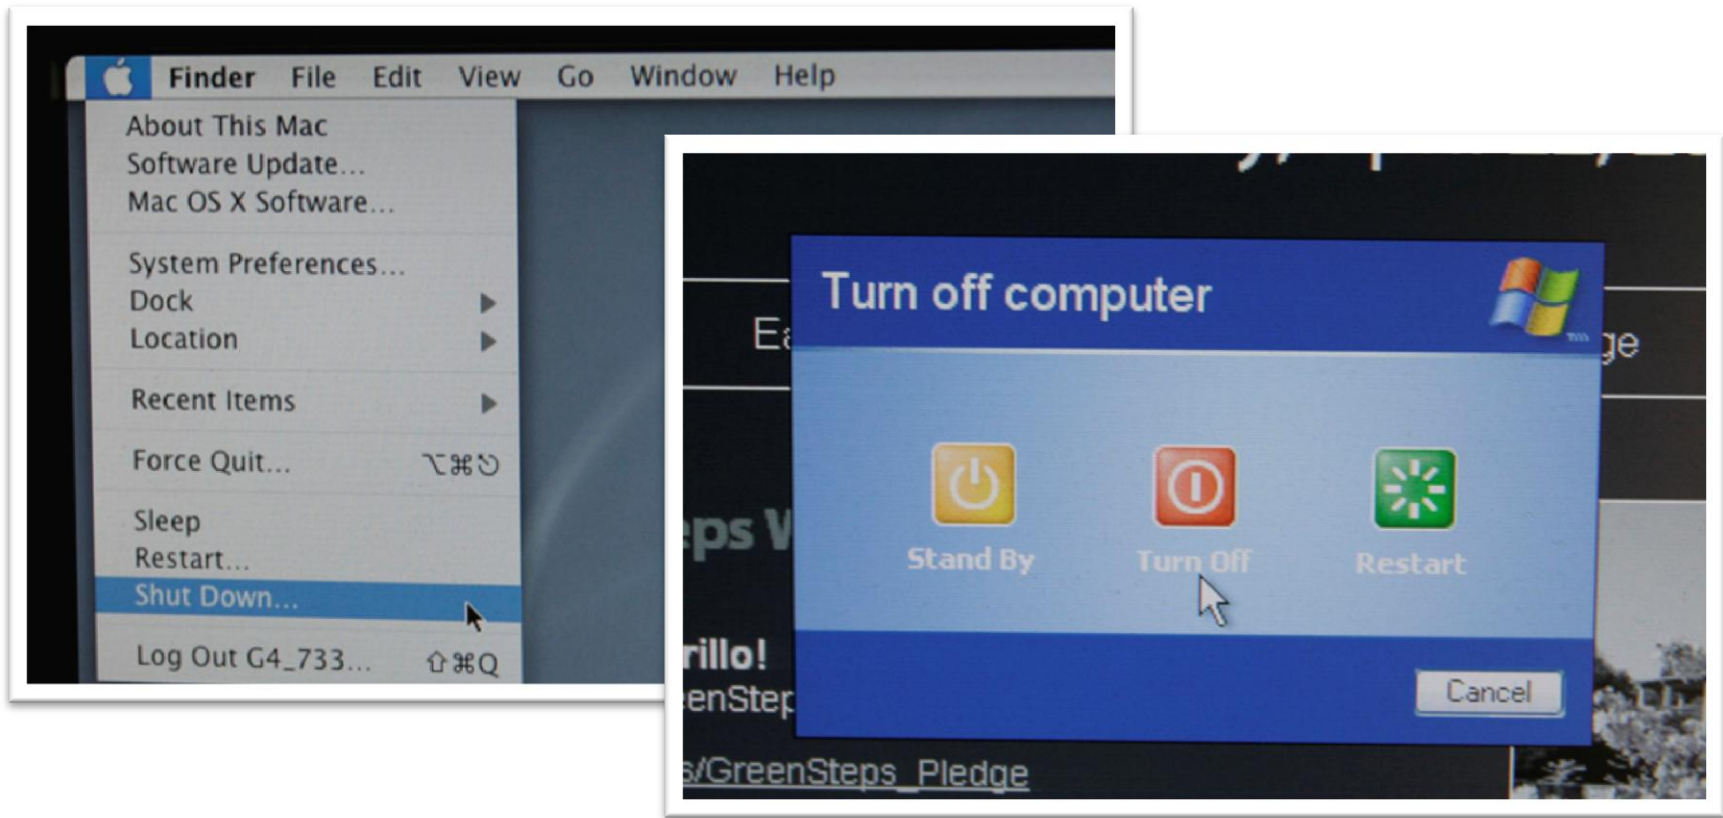 Finder File Edit View Go Window Help
About This Mac
Software Update...
Mac OS X Software...
System Preferences...
Dock
Location
Recent Items
Force Quit... ⌥⌘⎋
Sleep
Restart...
Shut Down...
Log Out G4_733... ⇧⌘Q
Turn off computer
Stand By Turn Off Restart
Cancel
eps W
rillo!
eenStep
s/GreenSteps_Pledge